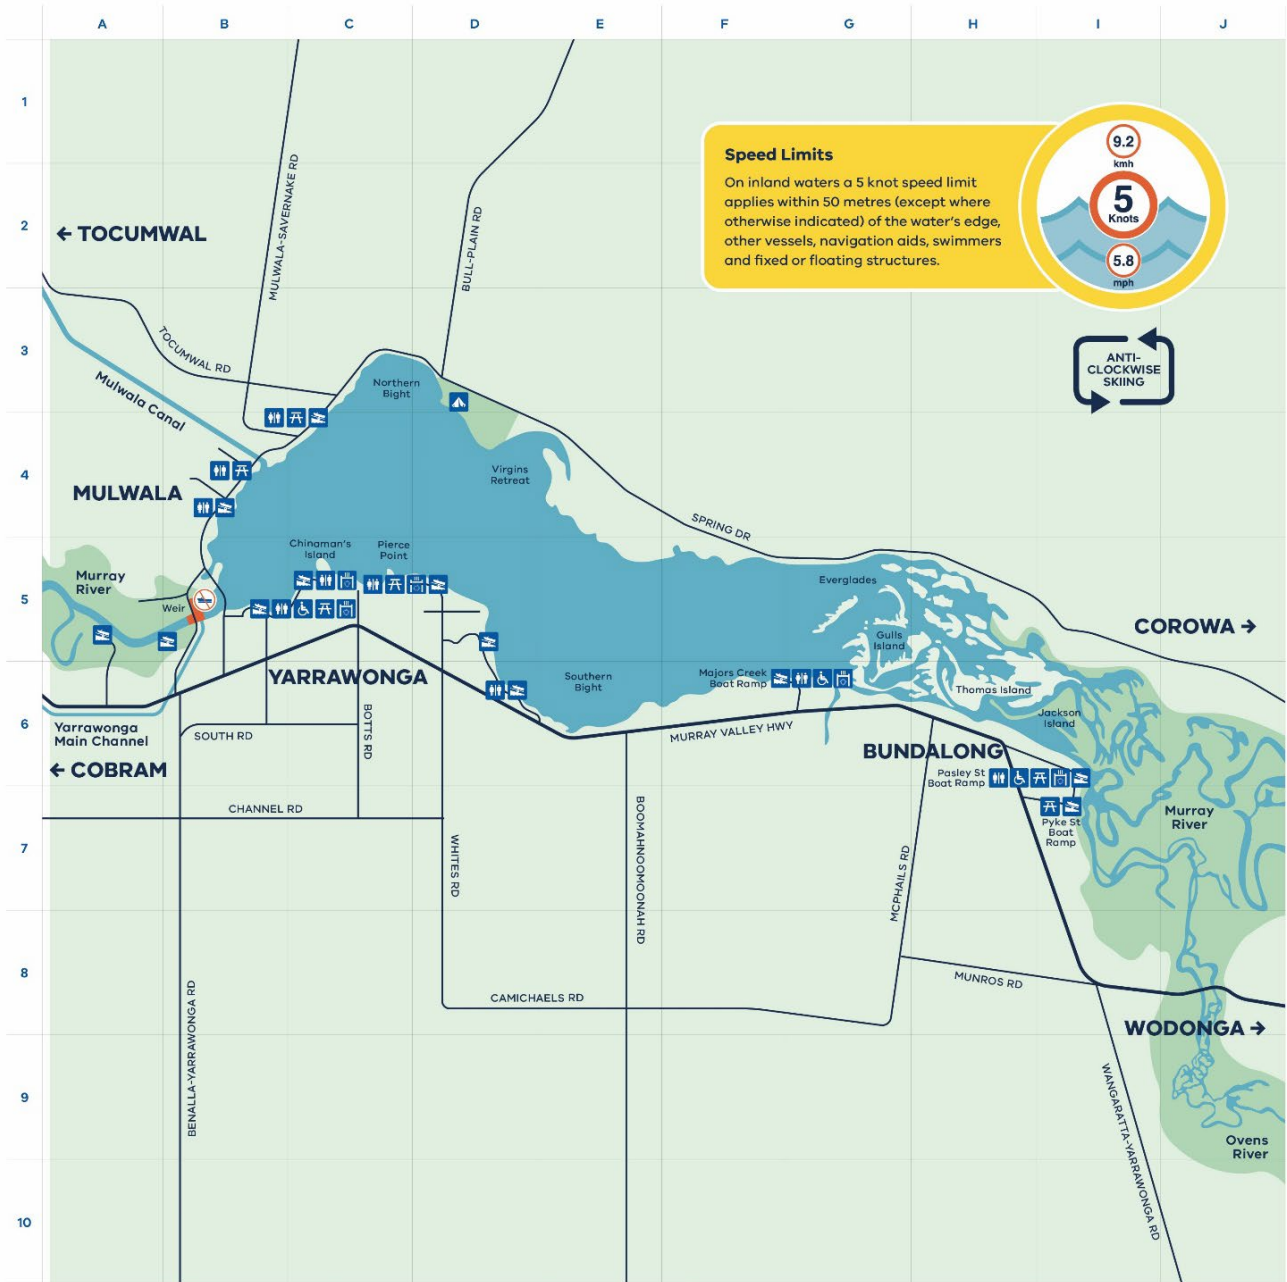 A B C D E F G H I J
1
2
3
4
5
6
7
8
9
10
Speed Limits
On inland waters a 5 knot speed limit
applies within 50 metres (except where
otherwise indicated) of the water's edge,
other vessels, navigation aids, swimmers
and fixed or floating structures.
9.2
kmh
5
Knots
5.8
mph
ANTI-
CLOCKWISE
SKIING
← TOCUMWAL
MULWALA-SAVERNAKE RD
BULL-PLAIN RD
TOCUMWAL RD
Mulwala Canal
Northern
Bight
Virgins
Retreat
MULWALA
SPRING DR
Chinaman's
Island
Pierce
Point
Murray
River
Weir
Everglades
Gulls
Island
COROWA →
YARRAWONGA
Southern
Bight
Majors Creek
Boat Ramp
Thomas Island
Jackson
Island
Yarrawonga
Main Channel
← COBRAM
SOUTH RD
BOTTS RD
MURRAY VALLEY HWY
BUNDALONG
Pasley St
Boat Ramp
Pyke St
Boat
Ramp
CHANNEL RD
Murray
River
WHITES RD
BOOMAHNOOMOONAH RD
MCPHAILS RD
MUNROS RD
CAMICHAELS RD
WODONGA →
BENALLA-YARRAWONGA RD
WANGARATTA-YARRAWONGA RD
Ovens
River